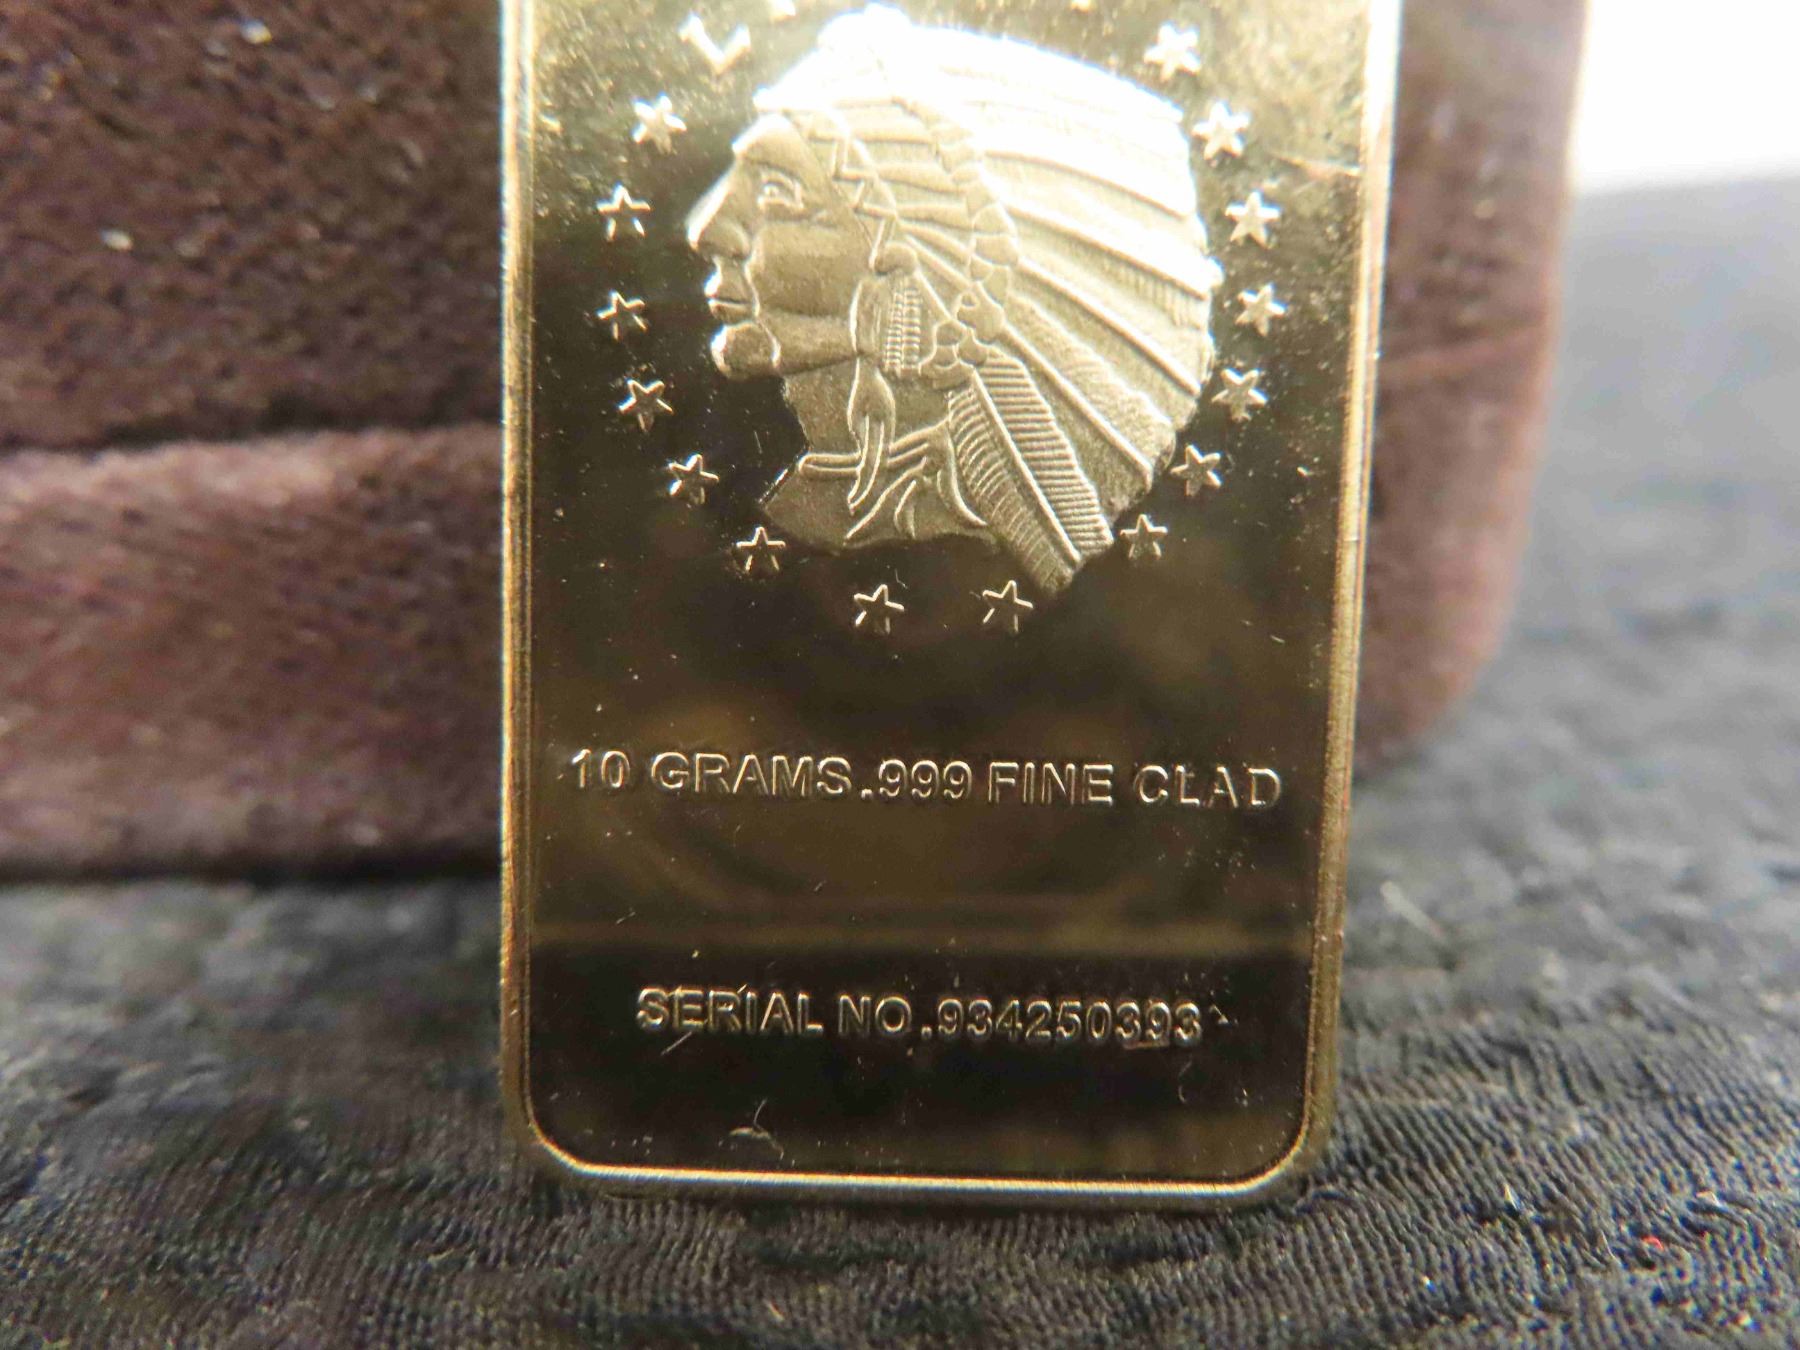 10 GRAMS .999 FINE CLAD
SERIAL NO.934250393